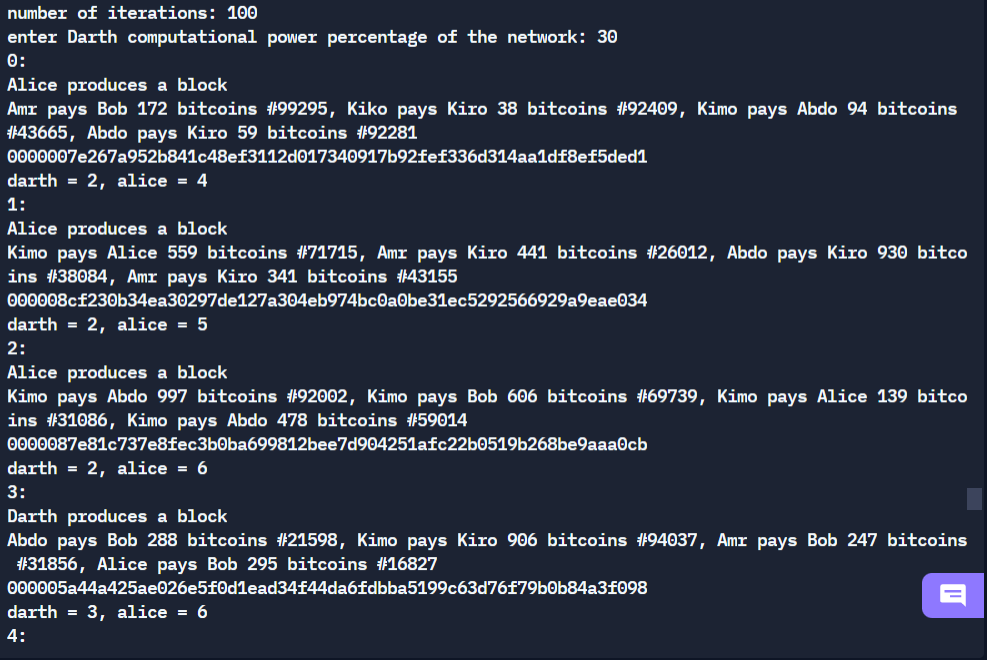 number of iterations: 100
enter Darth computational power percentage of the network: 30
0:
Alice produces a block
Amr pays Bob 172 bitcoins #99295, Kiko pays Kiro 38 bitcoins #92409, Kimo pays Abdo 94 bitcoins
#43665, Abdo pays Kiro 59 bitcoins #92281
0000007e267a952b841c48ef3112d017340917b92fef336d314aa1df8ef5ded1
darth = 2, alice = 4
1:
Alice produces a block
Kimo pays Alice 559 bitcoins #71715, Amr pays Kiro 441 bitcoins #26012, Abdo pays Kiro 930 bitco
ins #38084, Amr pays Kiro 341 bitcoins #43155
000008cf230b34ea30297de127a304eb974bc0a0be31ec5292566929a9eae034
darth = 2, alice = 5
2:
Alice produces a block
Kimo pays Abdo 997 bitcoins #92002, Kimo pays Bob 606 bitcoins #69739, Kimo pays Alice 139 bitco
ins #31086, Kimo pays Abdo 478 bitcoins #59014
0000087e81c737e8fec3b0ba699812bee7d904251afc22b0519b268be9aaa0cb
darth = 2, alice = 6
3:
Darth produces a block
Abdo pays Bob 288 bitcoins #21598, Kimo pays Kiro 906 bitcoins #94037, Amr pays Bob 247 bitcoins
#31856, Alice pays Bob 295 bitcoins #16827
000005a44a425ae026e5f0d1ead34f44da6fdbba5199c63d76f79b0b84a3f098
darth = 3, alice = 6
4: